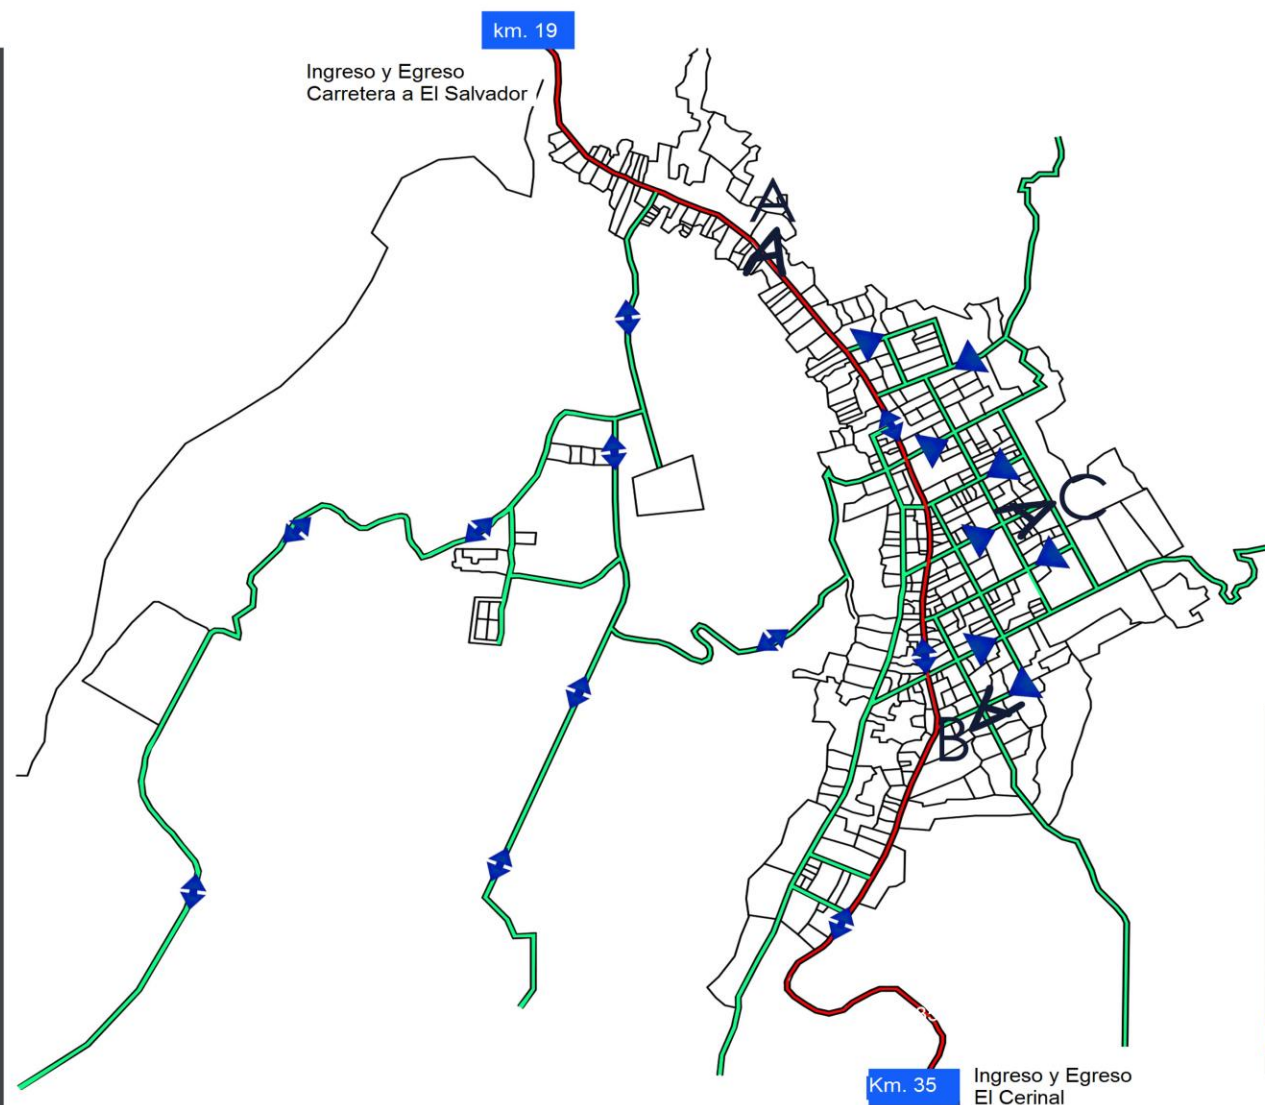 km. 19
Ingreso y Egreso
Carretera a El Salvador
A
A
A C
A
B
Km. 35
Ingreso y Egreso
El Cerinal